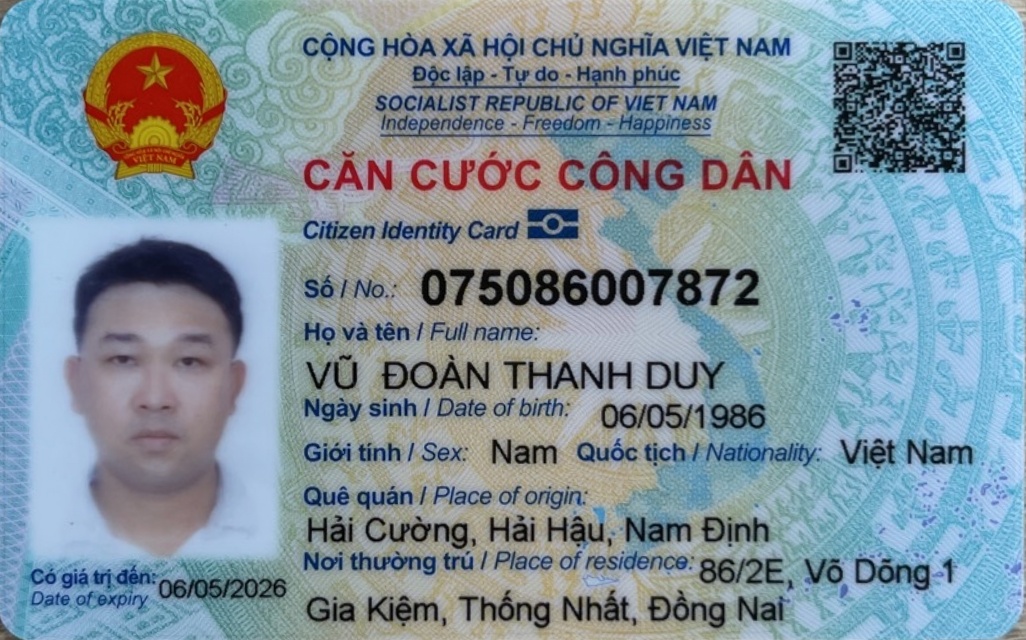 CỘNG HÒA XÃ HỘI CHỦ NGHĨA VIỆT NAM
Độc lập - Tự do - Hạnh phúc
SOCIALIST REPUBLIC OF VIET NAM
Independence - Freedom - Happiness
CĂN CƯỚC CÔNG DÂN
Citizen Identity Card
Số / No.: 075086007872
Họ và tên / Full name:
VŨ ĐOÀN THANH DUY
Ngày sinh / Date of birth: 06/05/1986
Giới tính / Sex: Nam Quốc tịch / Nationality: Việt Nam
Quê quán / Place of origin:
Hải Cường, Hải Hậu, Nam Định
Nơi thường trú / Place of residence: 86/2E, Võ Dõng 1
Gia Kiệm, Thống Nhất, Đồng Nai
Có giá trị đến: 06/05/2026
Date of expiry
VIỆT NAM